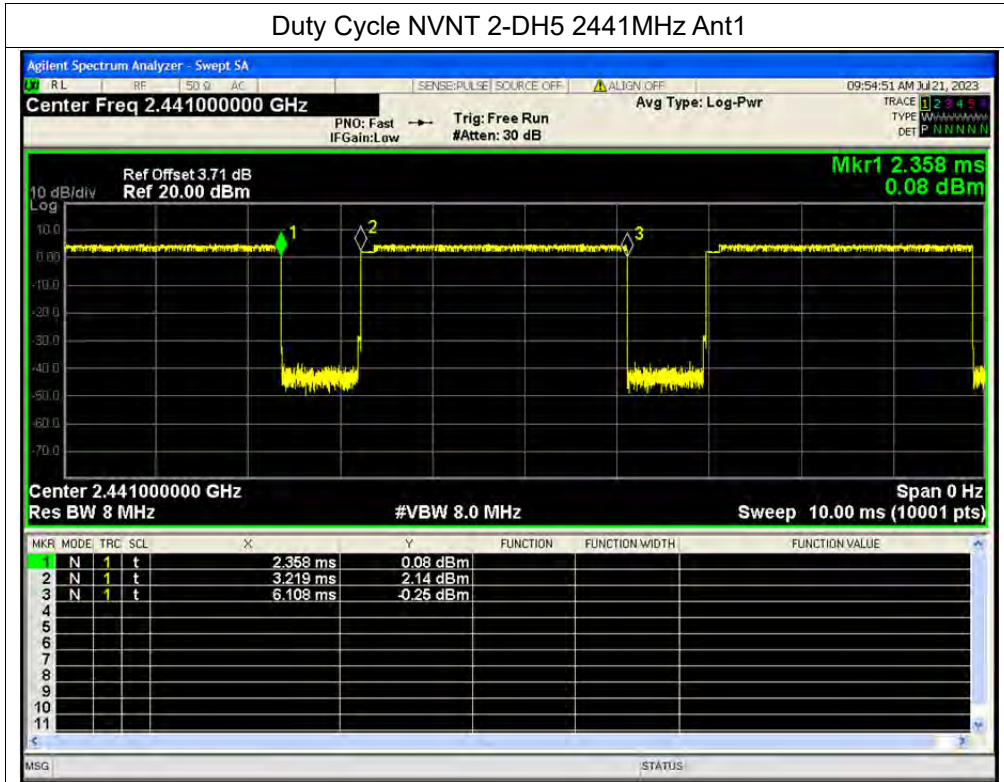 Duty Cycle NVNT 2-DH5 2441MHz Ant1
Agilent Spectrum Analyzer - Swept SA
RL RF 50 Ω AC SENSE:PULSE SOURCE OFF ALIGN OFF 09:54:51 AM Jul 21, 2023
Center Freq 2.441000000 GHz Avg Type: Log-Pwr TRACE 1 2 3 4 5 6
PNO: Fast Trig: Free Run TYPE
IFGain:Low #Atten: 30 dB DET P N N N N N
Mkr1 2.358 ms
0.08 dBm
Ref Offset 3.71 dB
10 dB/div Ref 20.00 dBm
Log
10.0
0.00
-10.0
-20.0
-30.0
-40.0
-50.0
-60.0
-70.0
1 2 3
Center 2.441000000 GHz Span 0 Hz
Res BW 8 MHz #VBW 8.0 MHz Sweep 10.00 ms (10001 pts)
MKR MODE TRC SCL X Y FUNCTION FUNCTION WIDTH FUNCTION VALUE
1 N 1 t 2.358 ms 0.08 dBm
2 N 1 t 3.219 ms 2.14 dBm
3 N 1 t 6.108 ms -0.25 dBm
4
5
6
7
8
9
10
11
MSG STATUS